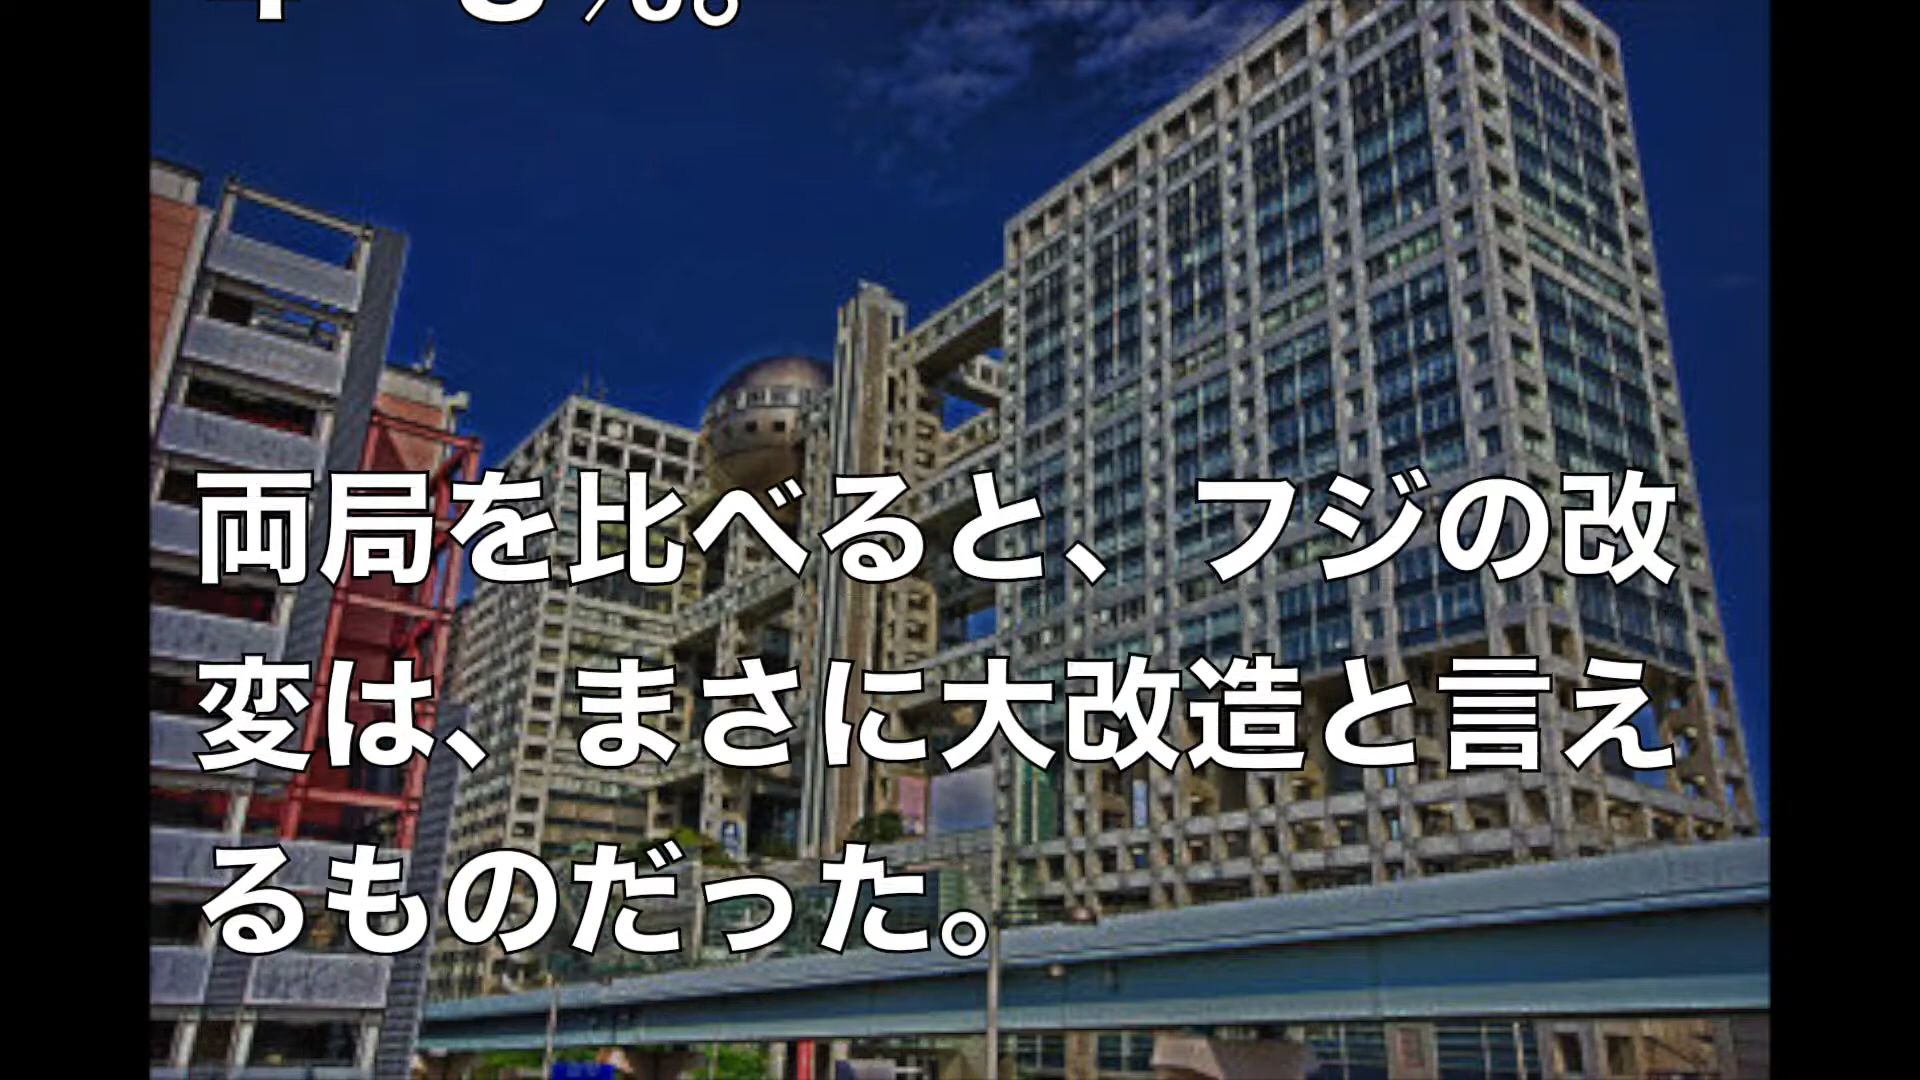 両局を比べると、フジの改
変は、まさに大改造と言え
るものだった。